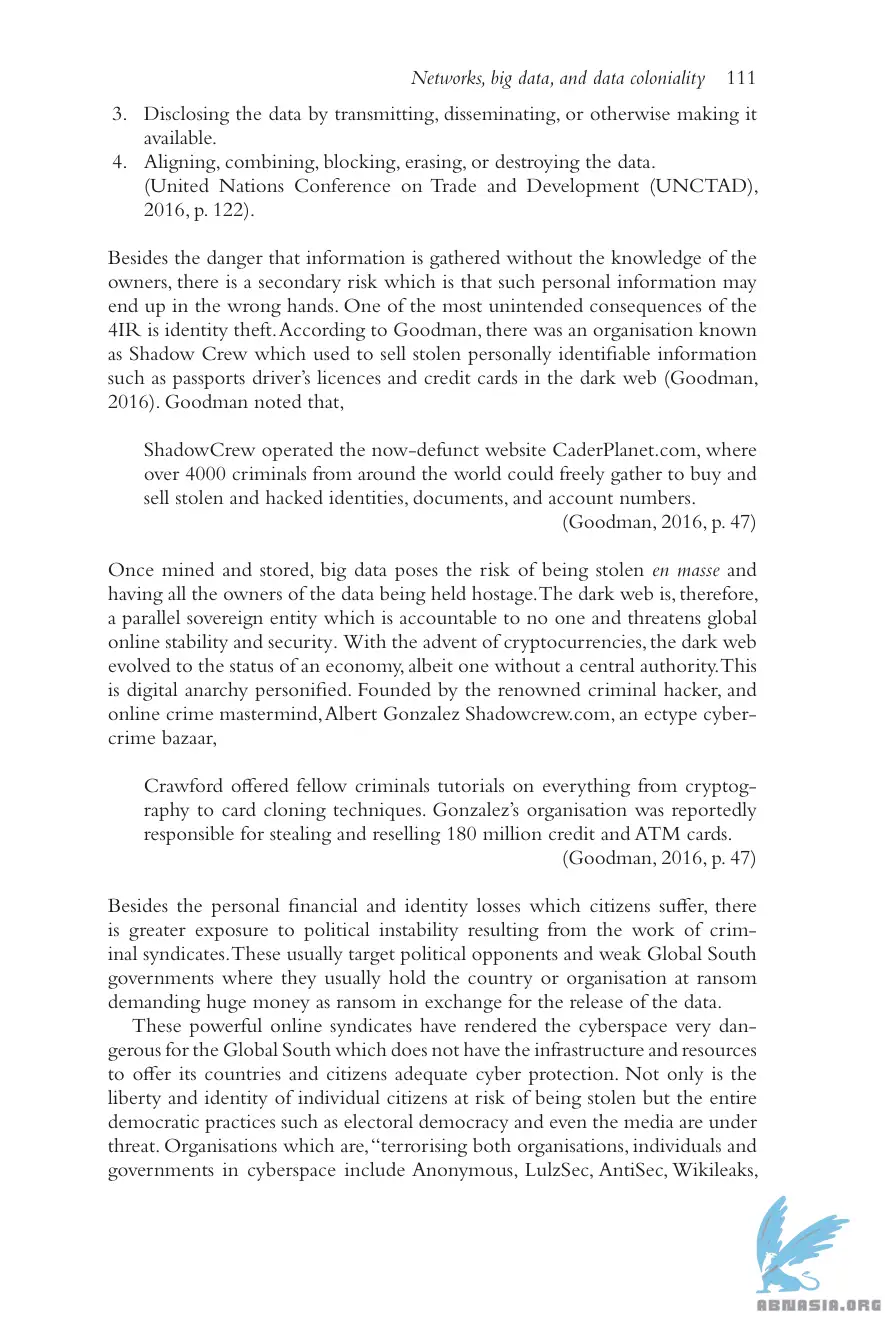 Networks, big data, and data coloniality 111
3. Disclosing the data by transmitting, disseminating, or otherwise making it
available.
4. Aligning, combining, blocking, erasing, or destroying the data.
(United Nations Conference on Trade and Development (UNCTAD),
2016, p. 122).
Besides the danger that information is gathered without the knowledge of the
owners, there is a secondary risk which is that such personal information may
end up in the wrong hands. One of the most unintended consequences of the
4IR is identity theft. According to Goodman, there was an organisation known
as Shadow Crew which used to sell stolen personally identifiable information
such as passports driver's licences and credit cards in the dark web (Goodman,
2016). Goodman noted that,
ShadowCrew operated the now-defunct website CaderPlanet.com, where
over 4000 criminals from around the world could freely gather to buy and
sell stolen and hacked identities, documents, and account numbers.
(Goodman, 2016, p. 47)
Once mined and stored, big data poses the risk of being stolen en masse and
having all the owners of the data being held hostage. The dark web is, therefore,
a parallel sovereign entity which is accountable to no one and threatens global
online stability and security. With the advent of cryptocurrencies, the dark web
evolved to the status of an economy, albeit one without a central authority. This
is digital anarchy personified. Founded by the renowned criminal hacker, and
online crime mastermind, Albert Gonzalez Shadowcrew.com, an ectype cyber-
crime bazaar,
Crawford offered fellow criminals tutorials on everything from cryptog-
raphy to card cloning techniques. Gonzalez's organisation was reportedly
responsible for stealing and reselling 180 million credit and ATM cards.
(Goodman, 2016, p. 47)
Besides the personal financial and identity losses which citizens suffer, there
is greater exposure to political instability resulting from the work of crim-
inal syndicates. These usually target political opponents and weak Global South
governments where they usually hold the country or organisation at ransom
demanding huge money as ransom in exchange for the release of the data.
These powerful online syndicates have rendered the cyberspace very dan-
gerous for the Global South which does not have the infrastructure and resources
to offer its countries and citizens adequate cyber protection. Not only is the
liberty and identity of individual citizens at risk of being stolen but the entire
democratic practices such as electoral democracy and even the media are under
threat. Organisations which are, "terrorising both organisations, individuals and
governments in cyberspace include Anonymous, LulzSec, AntiSec, Wikileaks,
ABNASIA.ORG